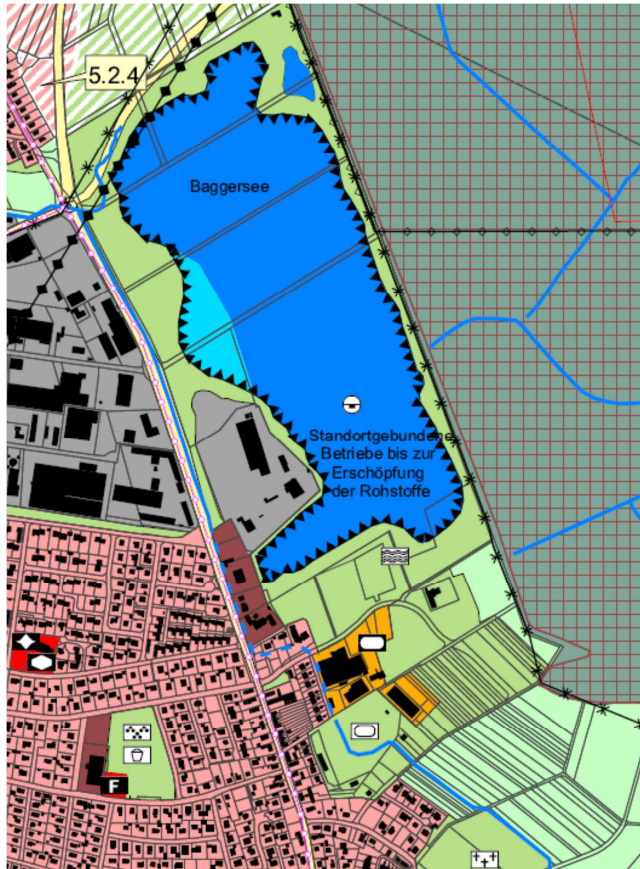 5.2.4
Baggersee
Standortgebundene
Betriebe bis zur
Erschöpfung
der Rohstoffe
F